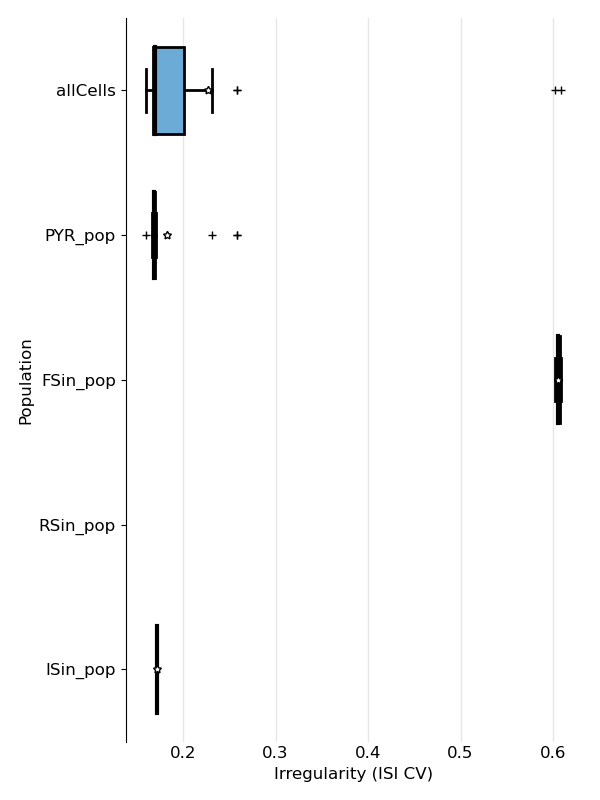 allCells
PYR_pop
FSin_pop
RSin_pop
ISin_pop
Population
0.2 0.3 0.4 0.5 0.6
Irregularity (ISI CV)